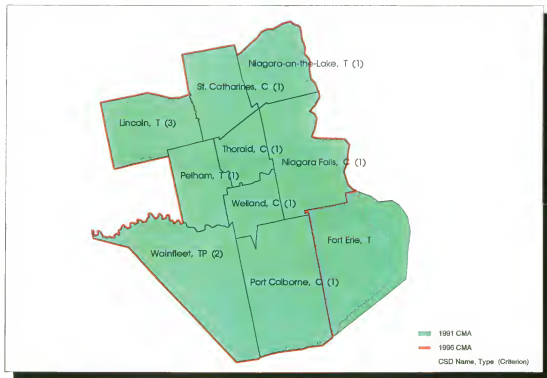 Niagara-on-the-Lake, T (1)
St. Catharines, C (1)
Lincoln, T (3)
Thorald, C (1)
Niagara Falls, C (1)
Pelham, T (1)
Welland, C (1)
Fort Erie, T
Wainfleet, TP (2)
Port Colborne, C (1)
1991 CMA
1996 CMA
CSD Name, Type (Criterion)